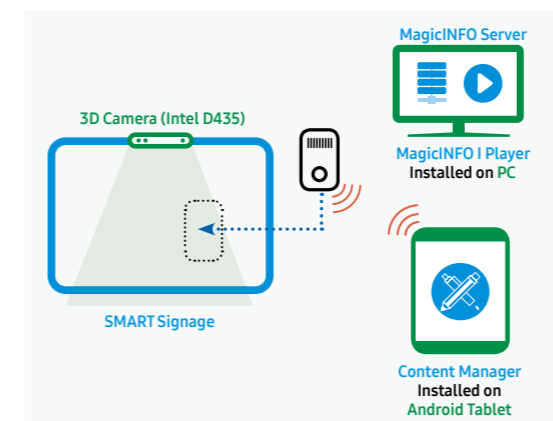 MagicINFO Server
3D Camera (Intel D435)
MagicINFO I Player
Installed on PC
SMART Signage
Content Manager
Installed on
Android Tablet